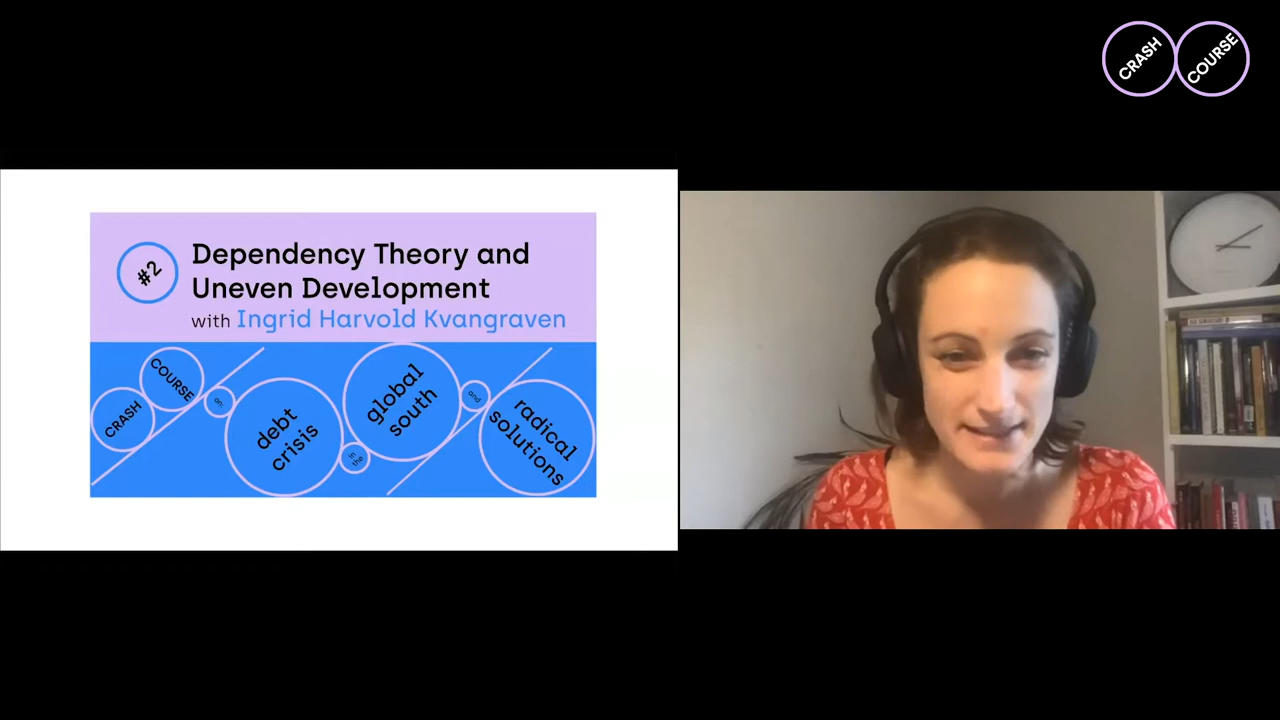 #2
Dependency Theory and
Uneven Development
with Ingrid Harvold Kvangraven
CRASH
COURSE
on:
debt
crisis
in
the
global
south
and
radical
solutions
CRASH
COURSE